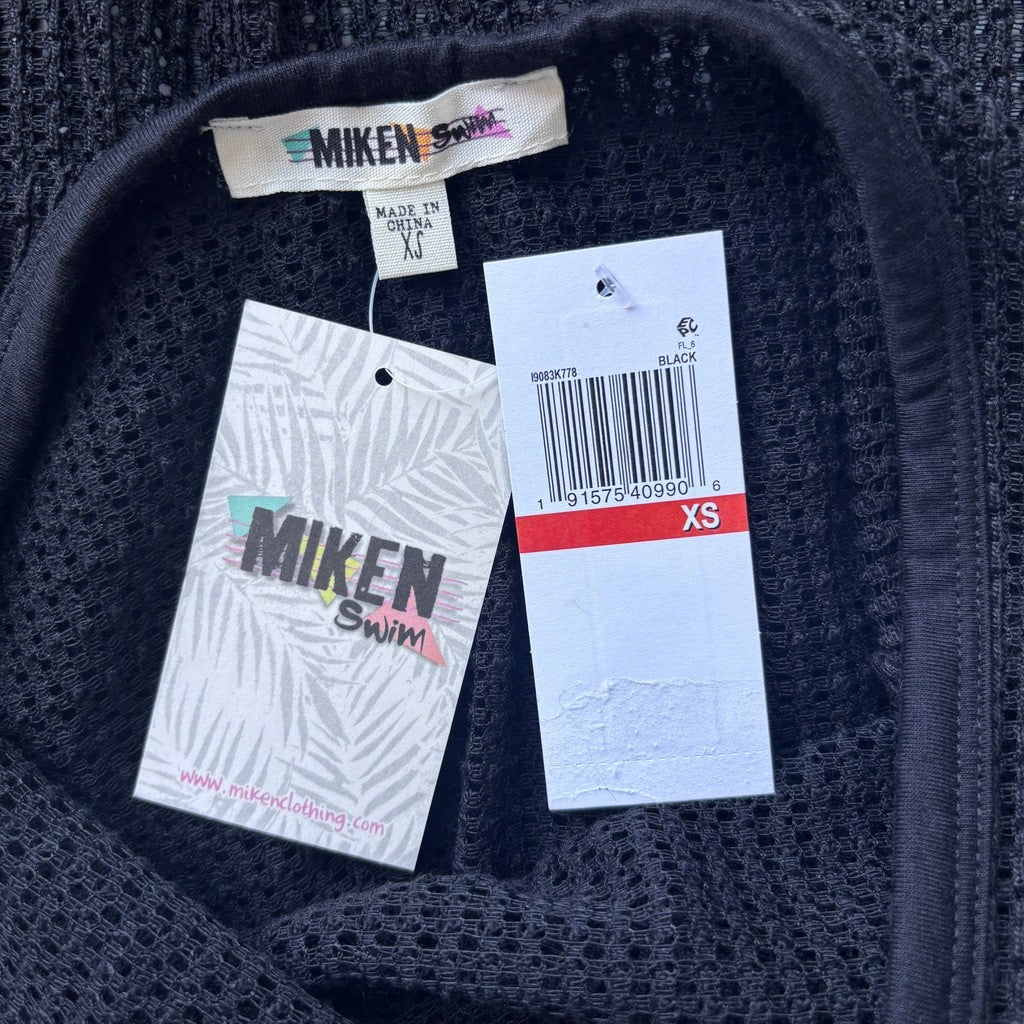 MIKEN Swim
MADE IN
CHINA
XS
FL_6
BLACK
I9083K778
1 91575 40990 6
XS
MIKEN
Swim
www.mikenclothing.com